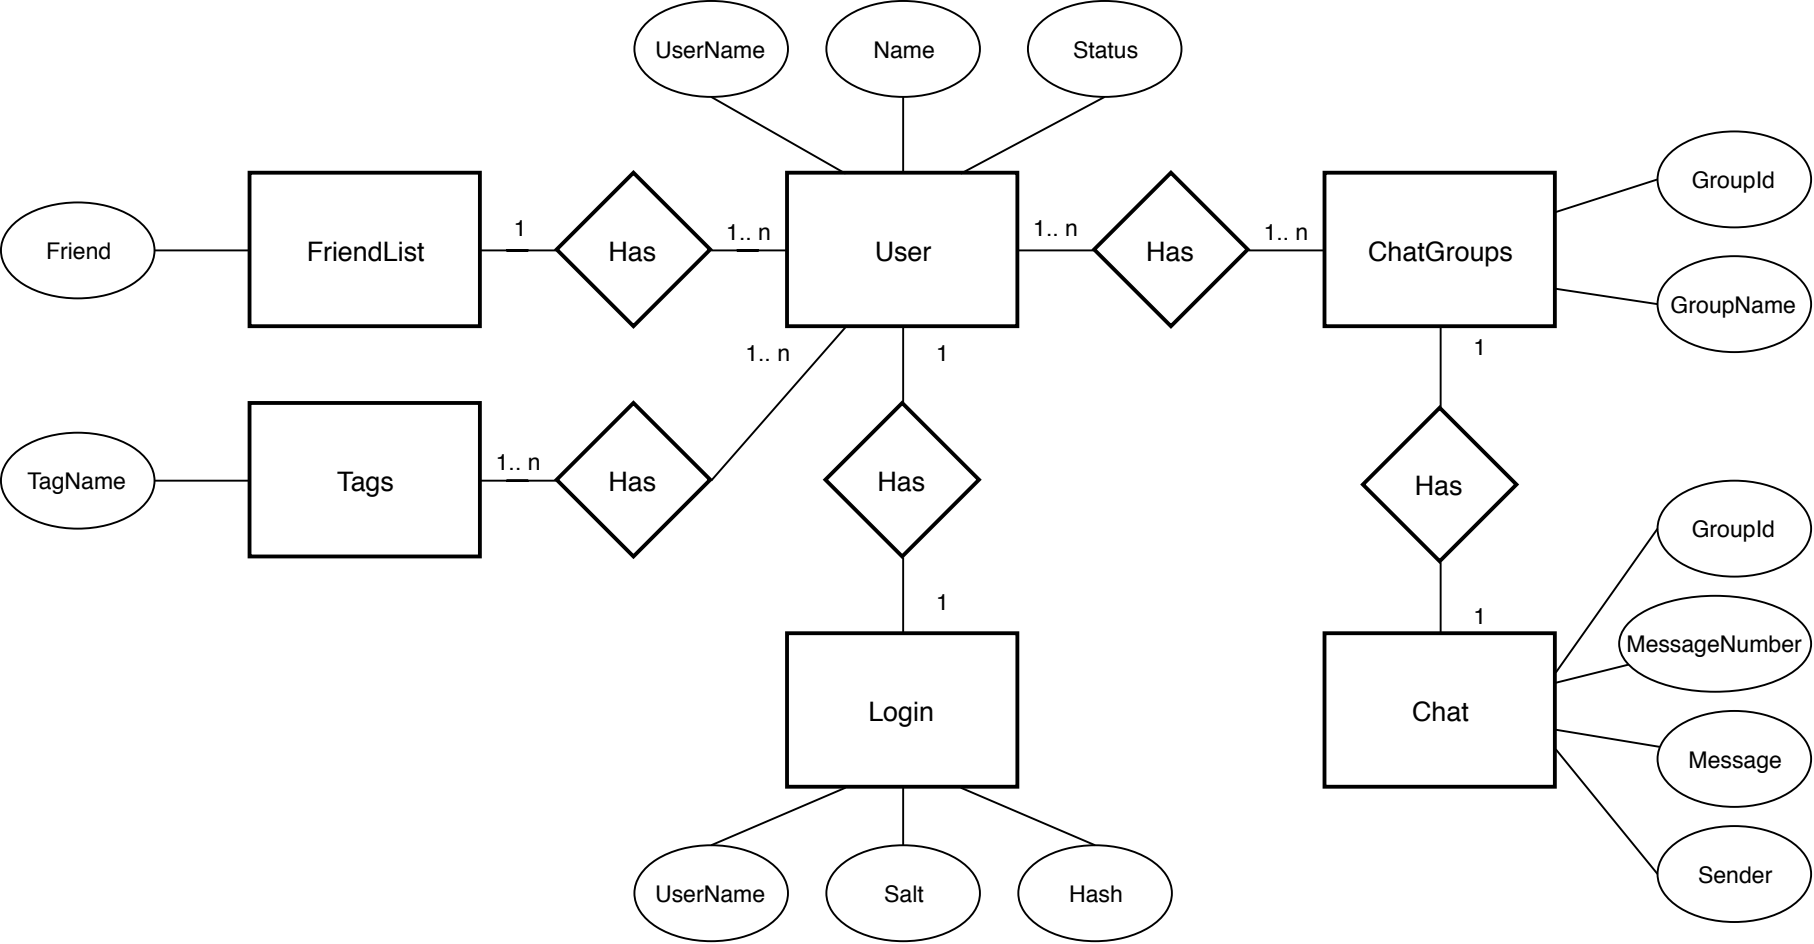 UserName
Name
Status
GroupId
Friend
FriendList
1
Has
1.. n
User
1.. n
Has
1.. n
ChatGroups
GroupName
1.. n
1
1
TagName
Tags
1.. n
Has
Has
Has
GroupId
1
1
MessageNumber
Login
Chat
Message
UserName
Salt
Hash
Sender